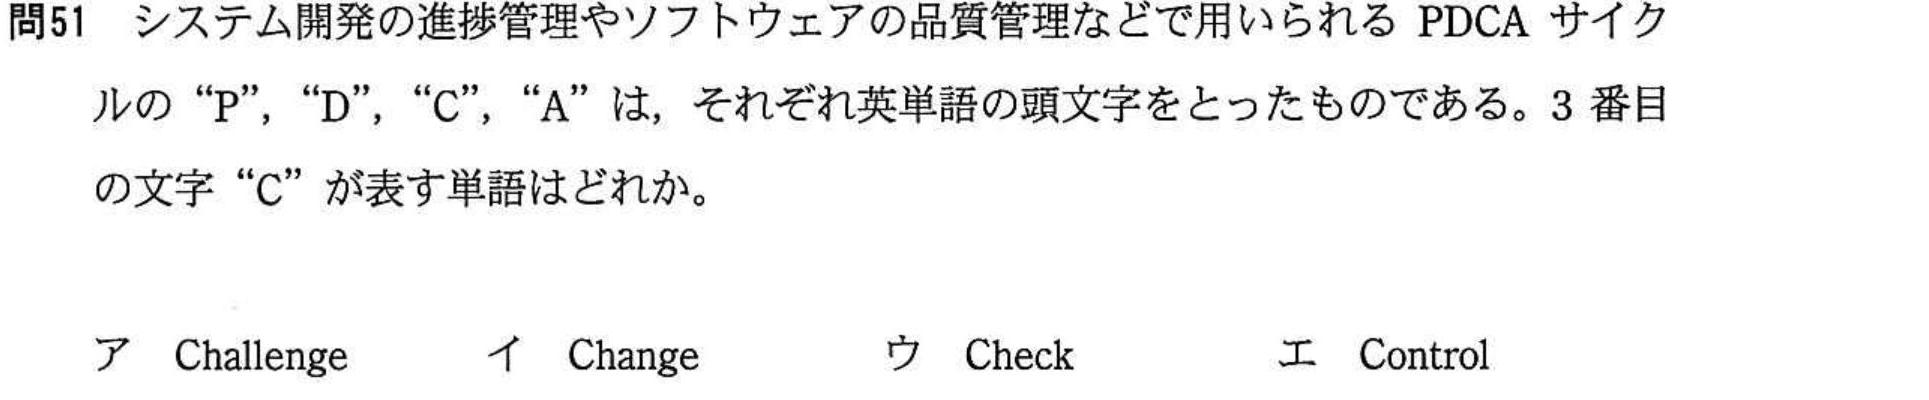 問51 システム開発の進捗管理やソフトウェアの品質管理などで用いられる PDCA サイク
ルの “P”, “D”, “C”, “A” は, それぞれ英単語の頭文字をとったものである。3 番目
の文字 “C” が表す単語はどれか。
ア Challenge イ Change ウ Check エ Control